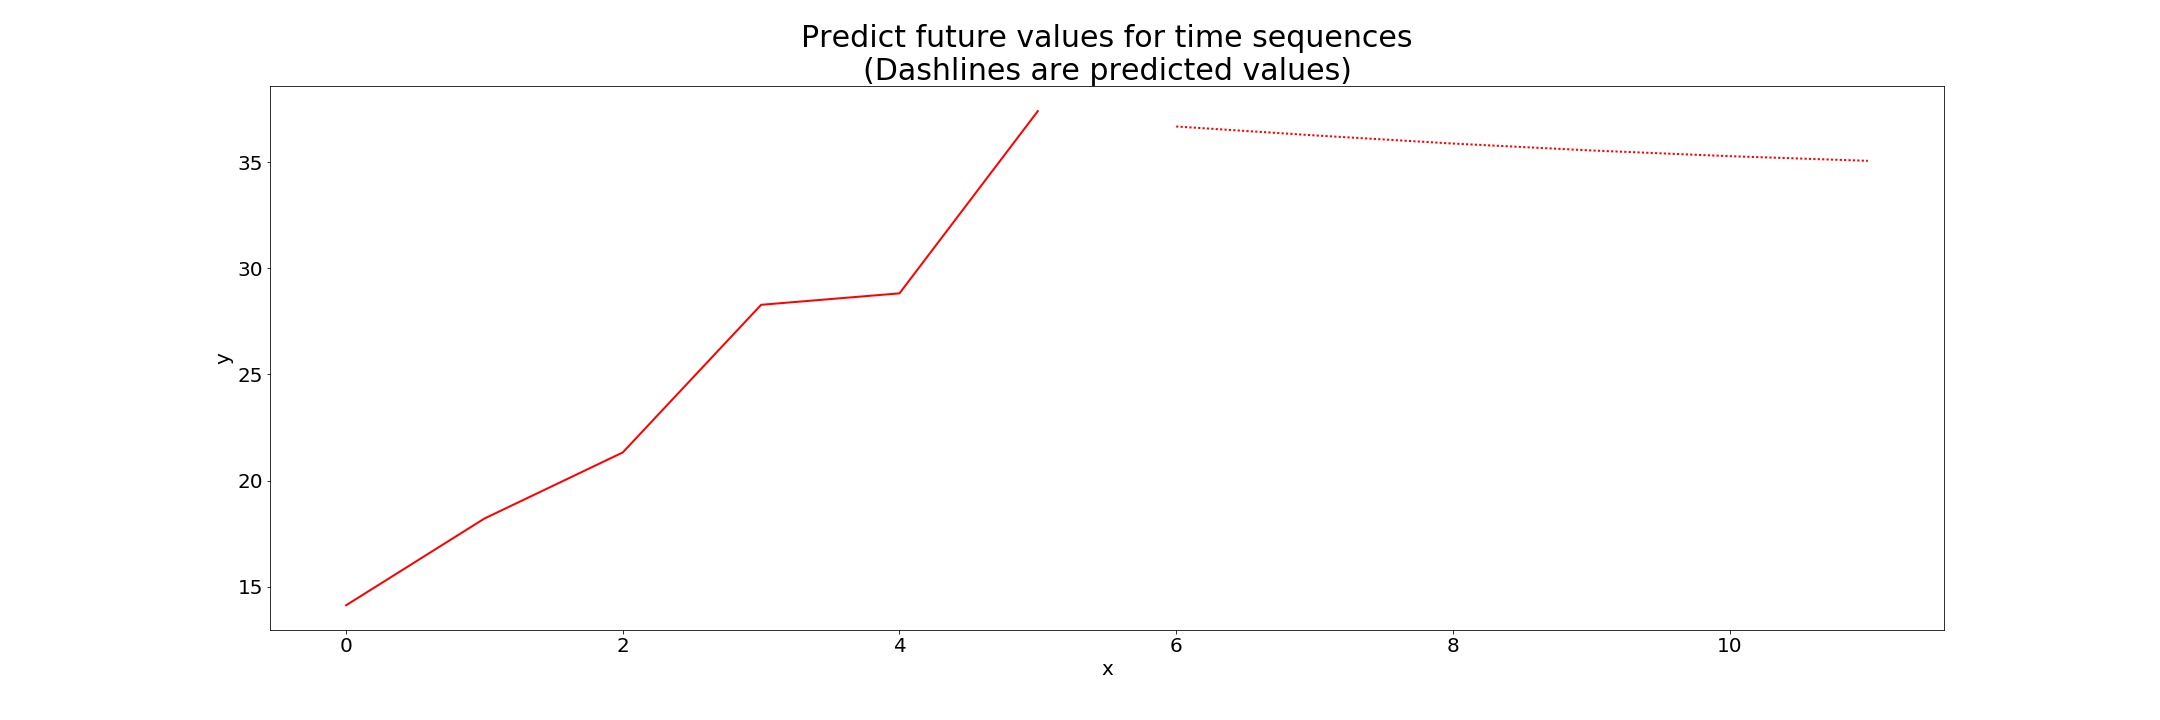 Predict future values for time sequences
(Dashlines are predicted values)
35
30
25
20
15
y
0 2 4 6 8 10
x